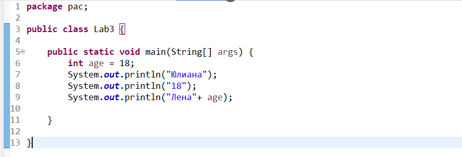 1 package pac;
2
3 public class Lab3 {
4
5 public static void main(String[] args) {
6 int age = 18;
7 System.out.println("Юлиана");
8 System.out.println("18");
9 System.out.println("Лена"+ age);
10
11 }
12
13 }